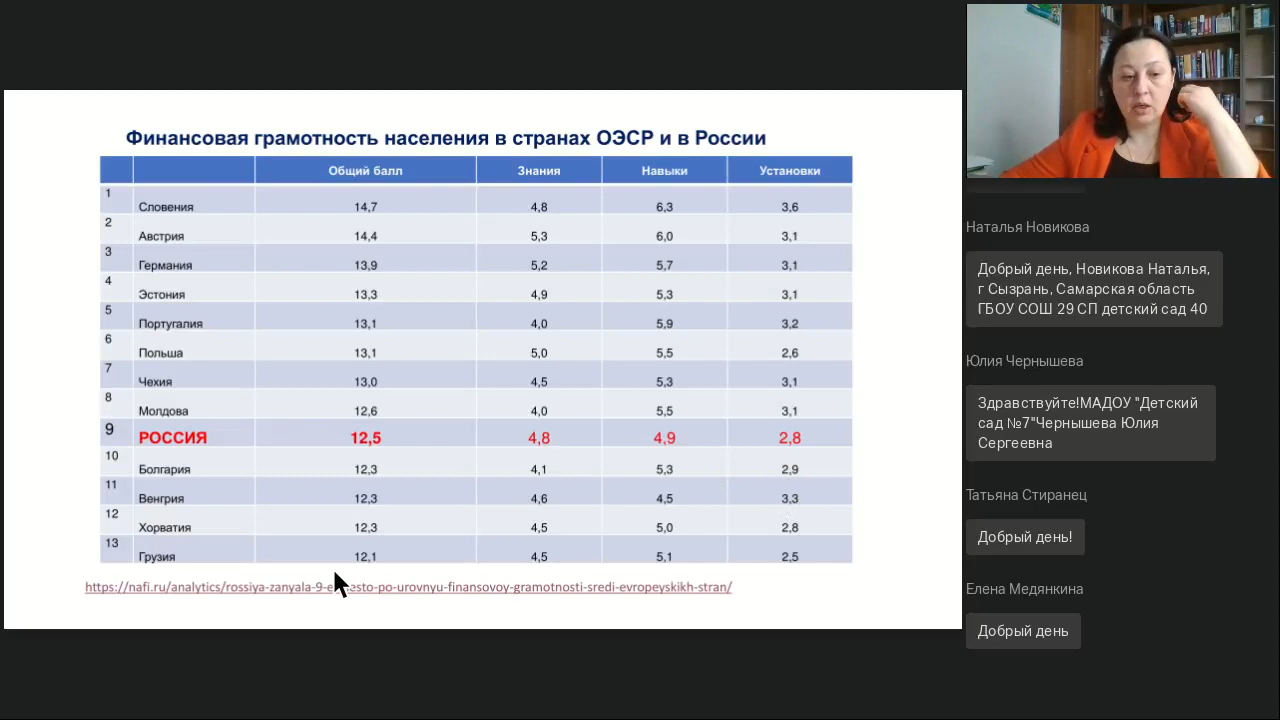 Финансовая грамотность населения в странах ОЭСР и в России
Общий балл Знания Навыки Установки
1 Словения 14,7 4,8 6,3 3,6
2 Австрия 14,4 5,3 6,0 3,1
3 Германия 13,9 5,2 5,7 3,1
4 Эстония 13,3 4,9 5,3 3,1
5 Португалия 13,1 4,0 5,9 3,2
6 Польша 13,1 5,0 5,5 2,6
7 Чехия 13,0 4,5 5,3 3,1
8 Молдова 12,6 4,0 5,5 3,1
9 РОССИЯ 12,5 4,8 4,9 2,8
10 Болгария 12,3 4,1 5,3 2,9
11 Венгрия 12,3 4,6 4,5 3,3
12 Хорватия 12,3 4,5 5,0 2,8
13 Грузия 12,1 4,5 5,1 2,5
Наталья Новикова
Добрый день, Новикова Наталья,
г Сызрань, Самарская область
ГБОУ СОШ 29 СП детский сад 40
Юлия Чернышева
Здравствуйте!МАДОУ "Детский
сад №7"Чернышева Юлия
Сергеевна
Татьяна Стиранец
Добрый день!
Елена Медянкина
Добрый день